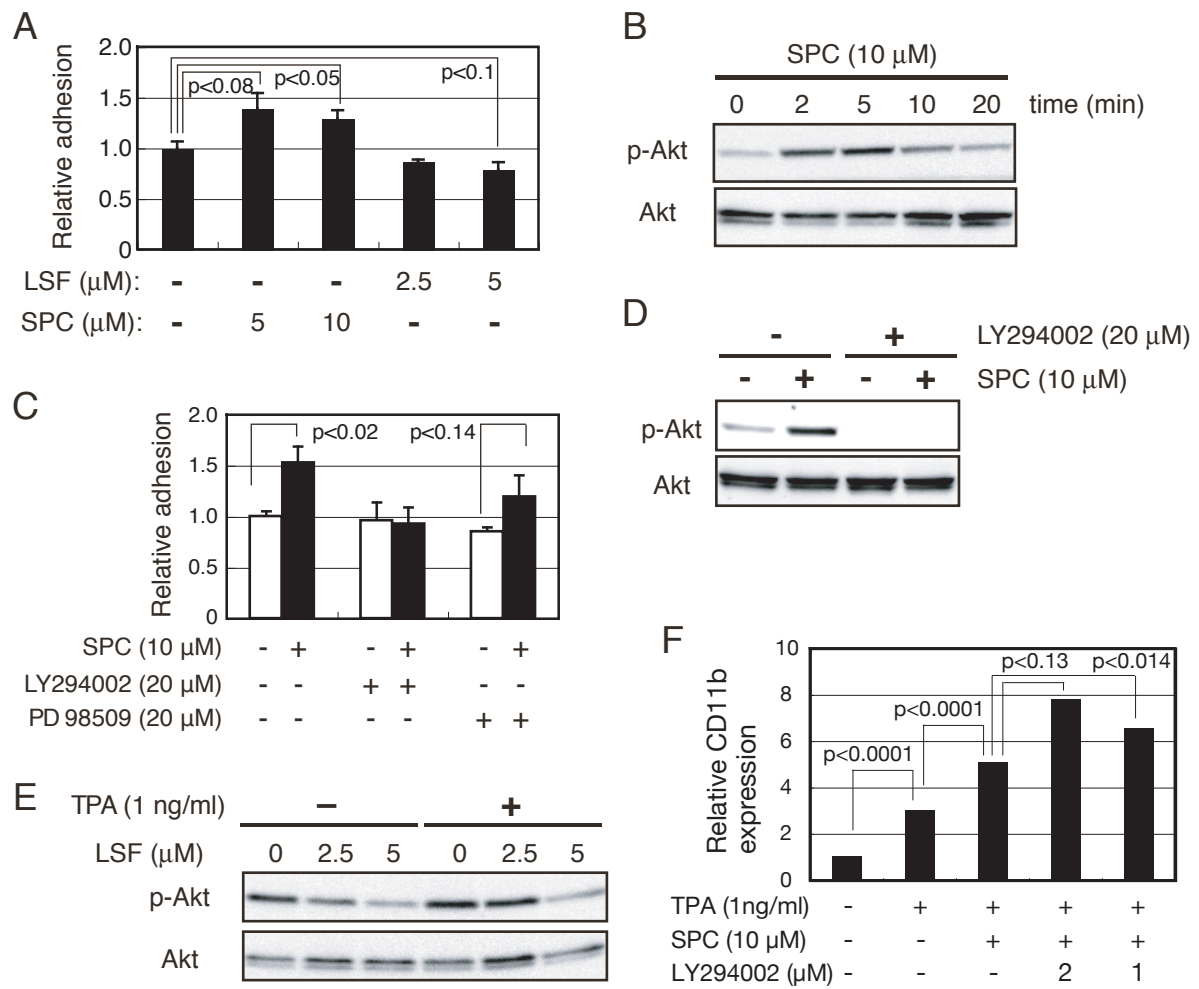 A
2.0
p<0.08
p<0.05
p<0.1
1.5
1.0
0.5
0
Relative adhesion
LSF (μM): - - - 2.5 5
SPC (μM): - 5 10 - -
B
SPC (10 μM)
0 2 5 10 20 time (min)
p-Akt
Akt
C
2.0
p<0.02
p<0.14
1.5
1.0
0.5
0
Relative adhesion
SPC (10 μM) - + - + - +
LY294002 (20 μM) - - + + - -
PD 98509 (20 μM) - - - - + +
D
- + LY294002 (20 μM)
- + - + SPC (10 μM)
p-Akt
Akt
E
TPA (1 ng/ml) − +
LSF (μM) 0 2.5 5 0 2.5 5
p-Akt
Akt
F
10
p<0.13 p<0.014
8
p<0.0001
6
p<0.0001
4
2
0
Relative CD11b
expression
TPA (1ng/ml) - + + + +
SPC (10 μM) - - + + +
LY294002 (μM) - - - 2 1